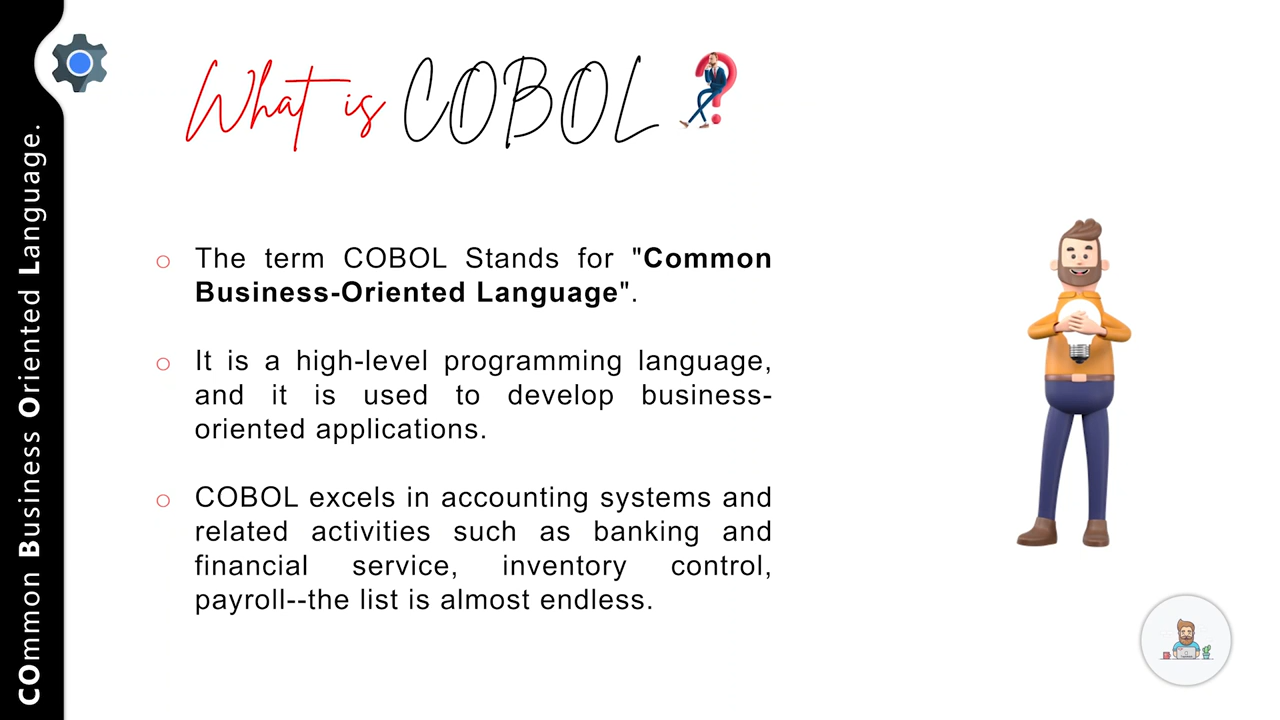 COmmon Business Oriented Language.
What is COBOL
The term COBOL Stands for "Common
Business-Oriented Language".
It is a high-level programming language,
and it is used to develop business-
oriented applications.
COBOL excels in accounting systems and
related activities such as banking and
financial service, inventory control,
payroll--the list is almost endless.